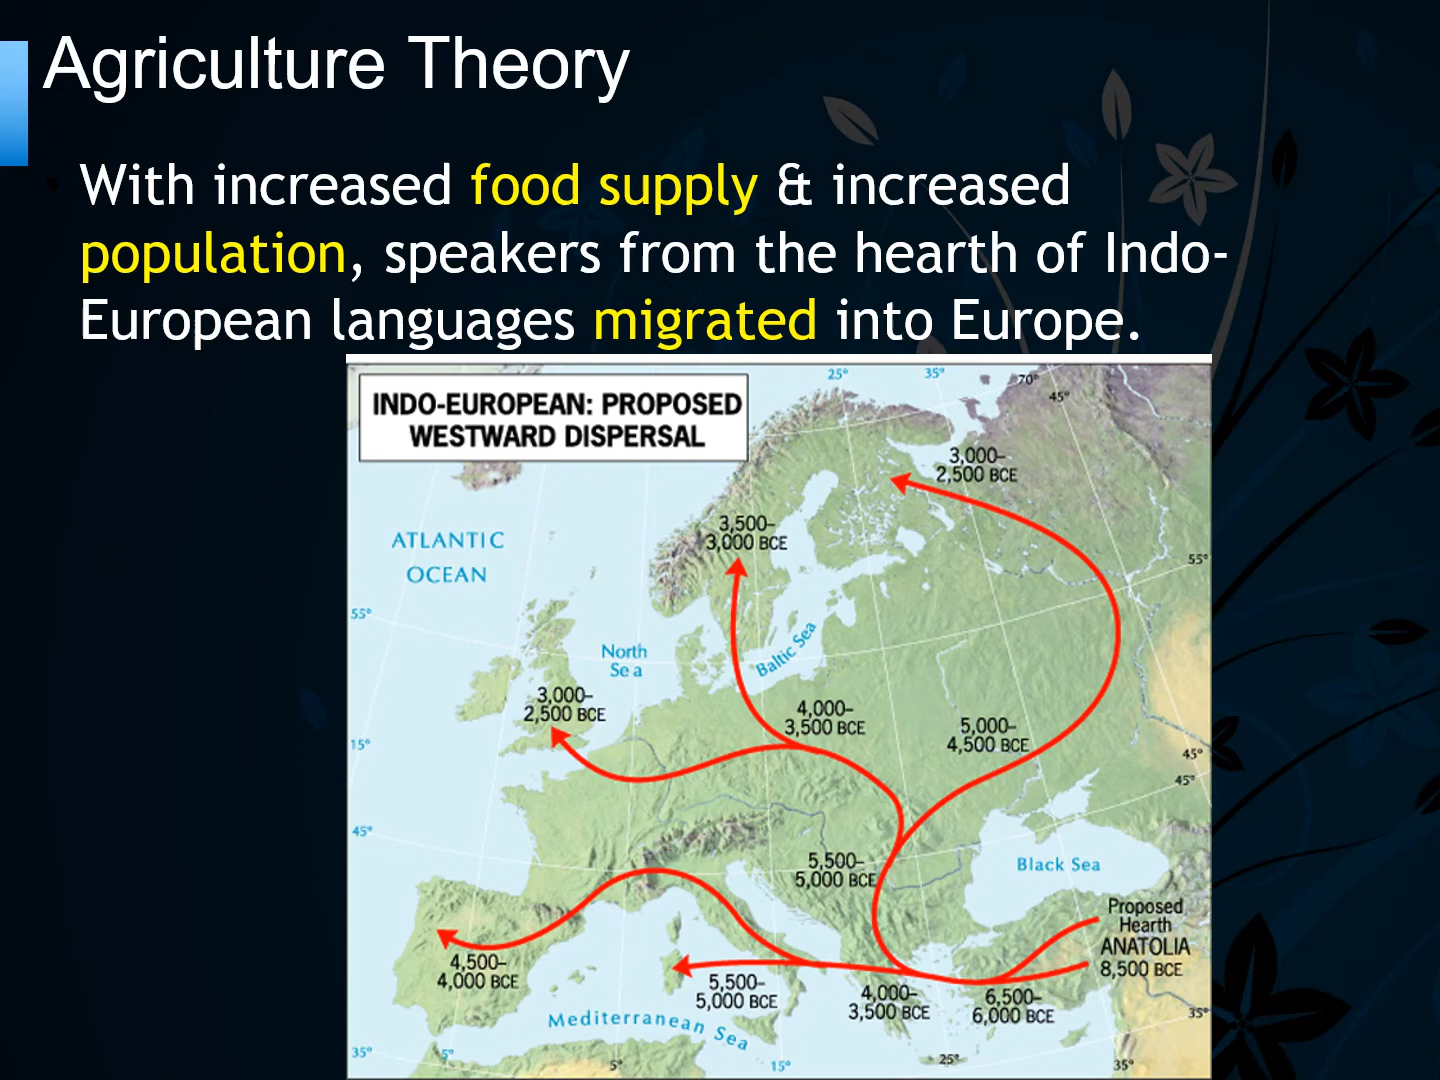 Agriculture Theory
With increased food supply & increased
population, speakers from the hearth of Indo-
European languages migrated into Europe.
INDO-EUROPEAN: PROPOSED
WESTWARD DISPERSAL
25°
35°
70°
45°
3,000–
2,500 BCE
3,500–
3,000 BCE
ATLANTIC
OCEAN
55°
55°
North
Sea
Baltic Sea
3,000–
2,500 BCE
4,000–
3,500 BCE
5,000–
4,500 BCE
15°
45°
45°
45°
5,500–
5,000 BCE
Black Sea
Proposed
Hearth
ANATOLIA
8,500 BCE
4,500–
4,000 BCE
5,500–
5,000 BCE
4,000–
3,500 BCE
6,500–
6,000 BCE
Mediterranean Sea
35°
35°
5°
5°
15°
25°
35°